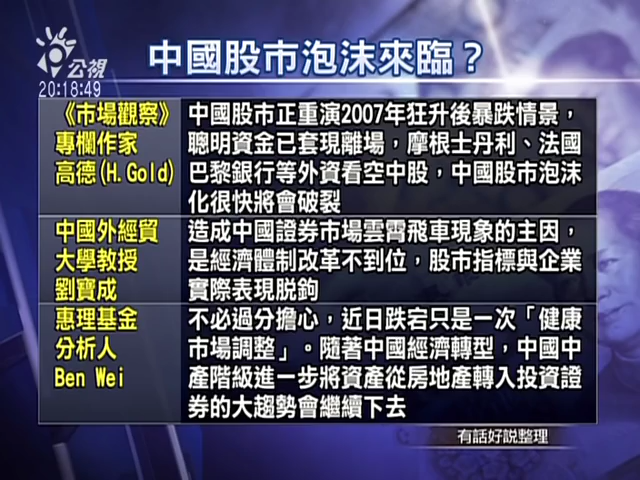 中國股市泡沫來臨？
公視
20:18:49
《市場觀察》
專欄作家
高德(H.Gold)
中國股市正重演2007年狂升後暴跌情景，
聰明資金已套現離場，摩根士丹利、法國
巴黎銀行等外資看空中股，中國股市泡沫
化很快將會破裂
中國外經貿
大學教授
劉寶成
造成中國證券市場雲霄飛車現象的主因，
是經濟體制改革不到位，股市指標與企業
實際表現脫鉤
惠理基金
分析人
Ben Wei
不必過分擔心，近日跌宕只是一次「健康
市場調整」。隨著中國經濟轉型，中國中
產階級進一步將資產從房地產轉入投資證
券的大趨勢會繼續下去
有話好說整理